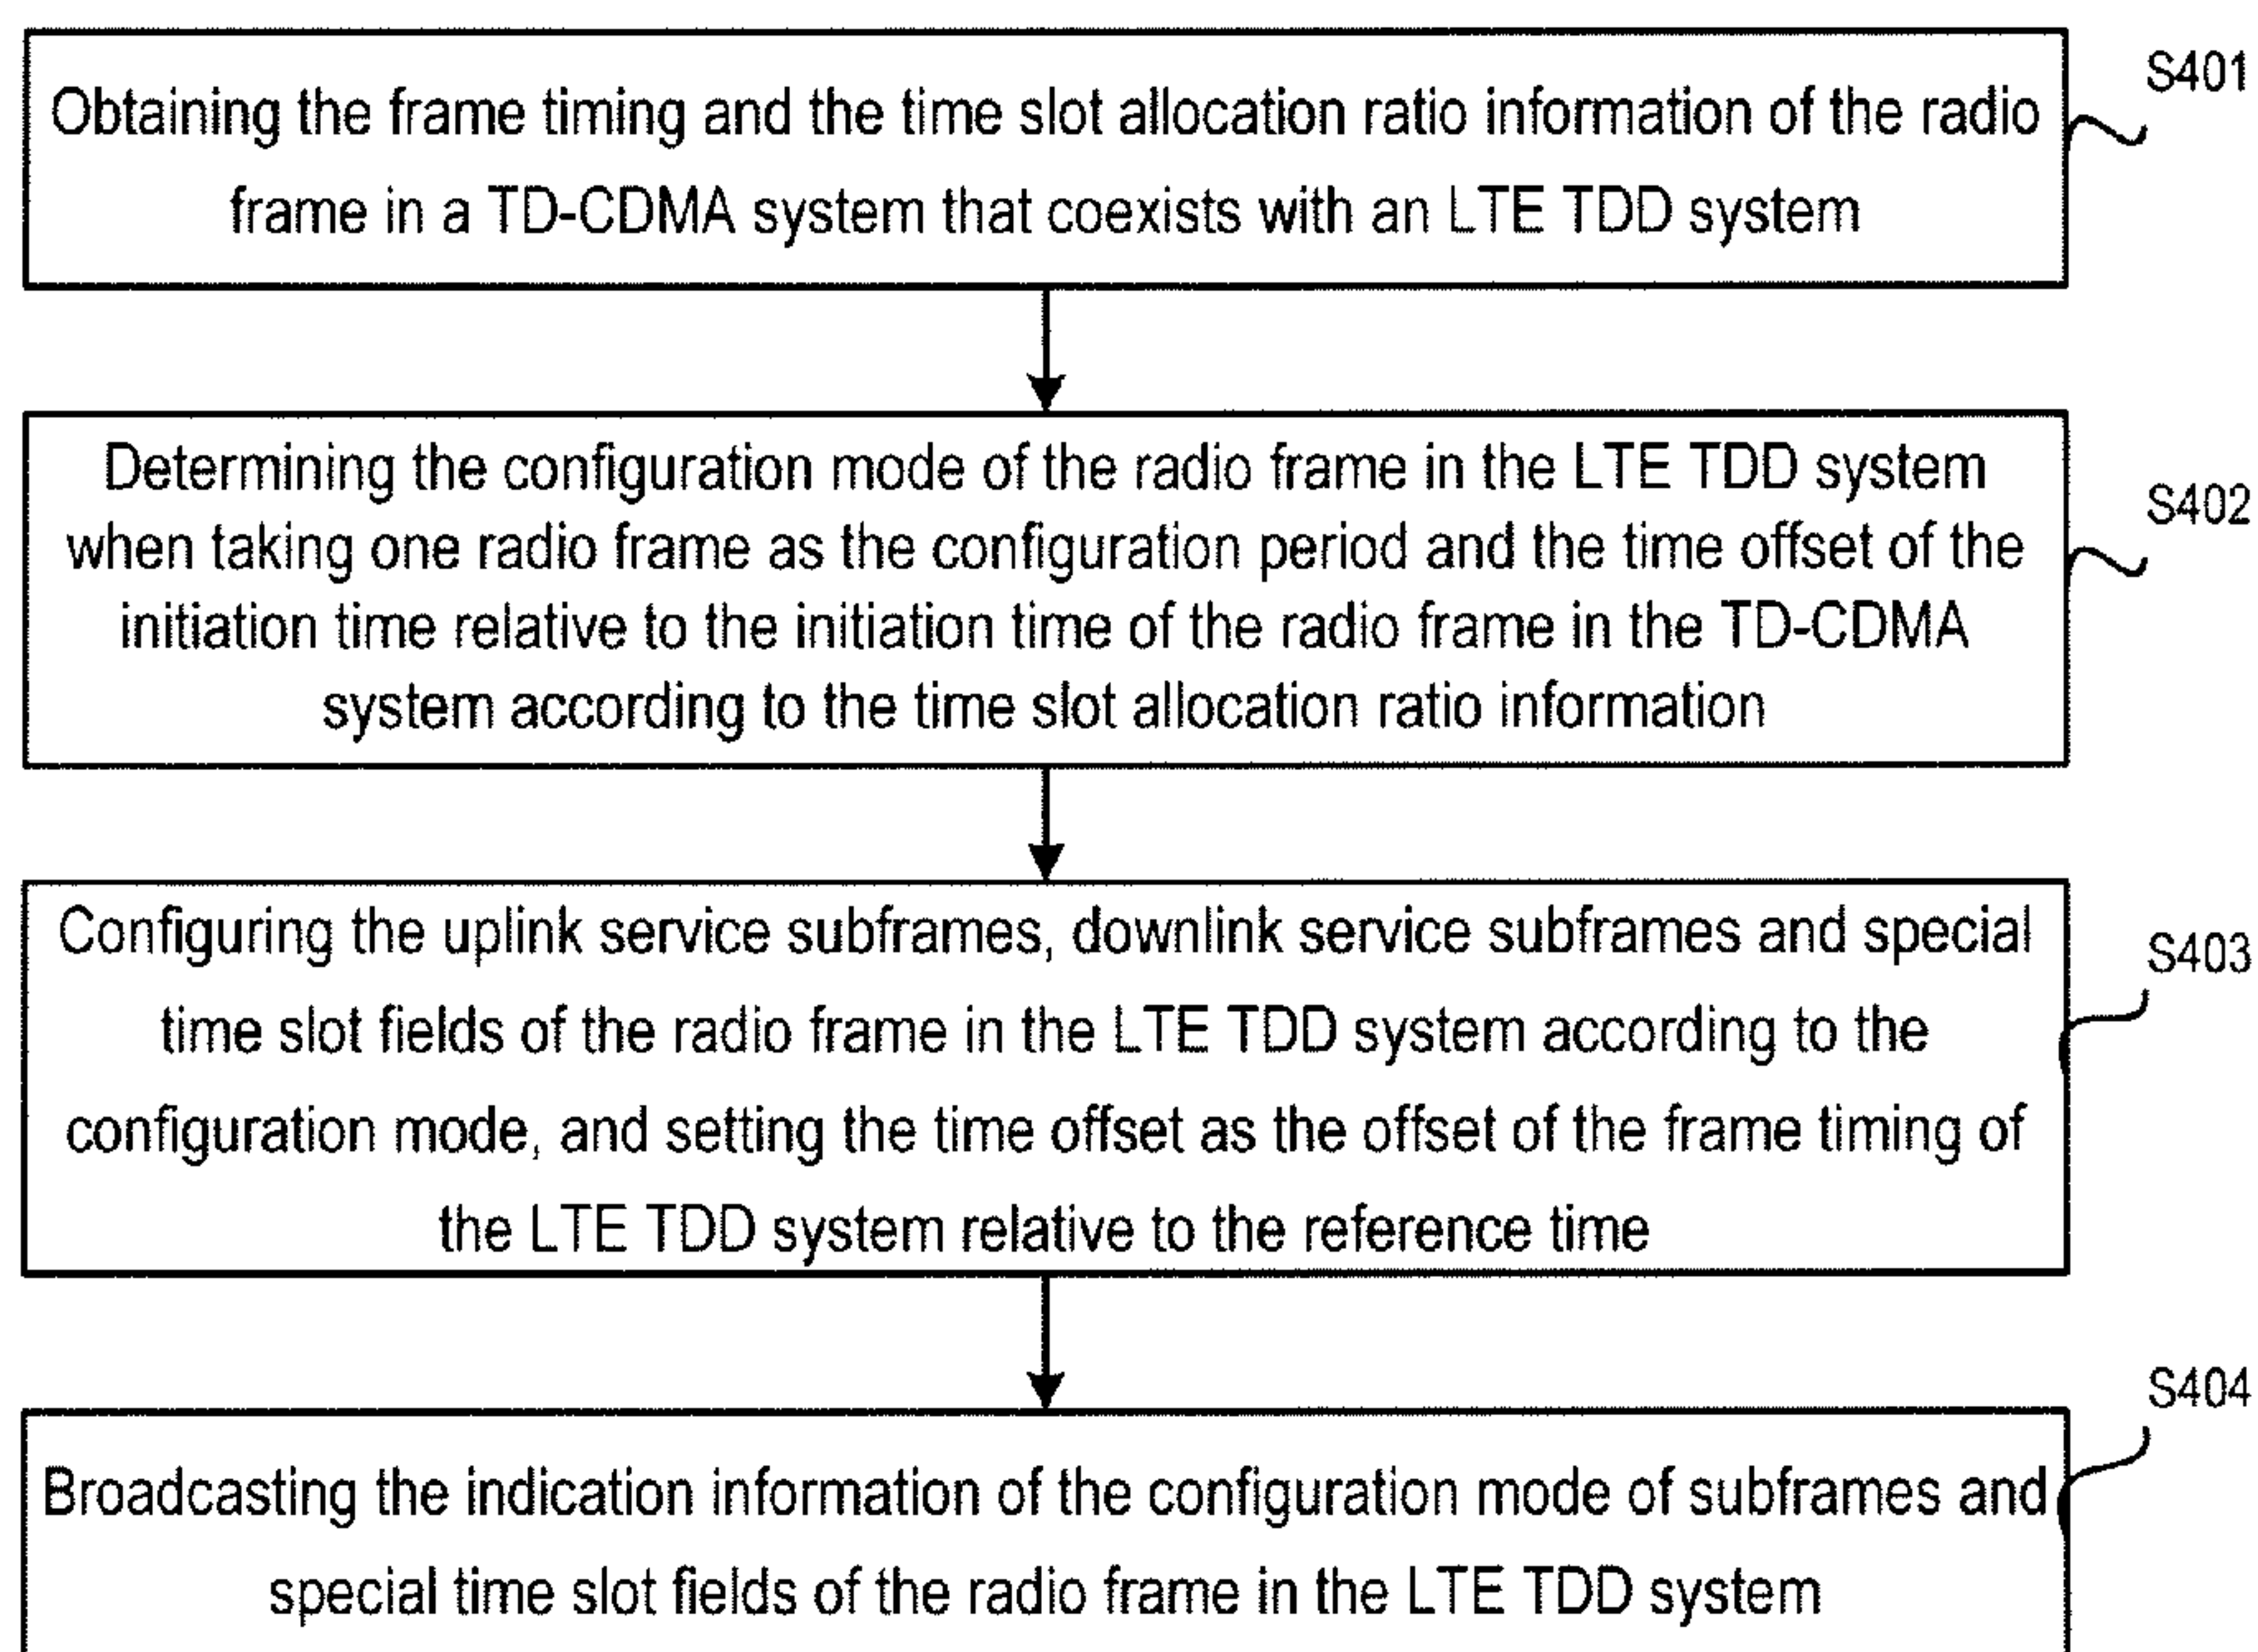 Obtaining the frame timing and the time slot allocation ratio information of the radio
frame in a TD-CDMA system that coexists with an LTE TDD system
S401
Determining the configuration mode of the radio frame in the LTE TDD system
when taking one radio frame as the configuration period and the time offset of the
initiation time relative to the initiation time of the radio frame in the TD-CDMA
system according to the time slot allocation ratio information
S402
Configuring the uplink service subframes, downlink service subframes and special
time slot fields of the radio frame in the LTE TDD system according to the
configuration mode, and setting the time offset as the offset of the frame timing of
the LTE TDD system relative to the reference time
S403
Broadcasting the indication information of the configuration mode of subframes and
special time slot fields of the radio frame in the LTE TDD system
S404